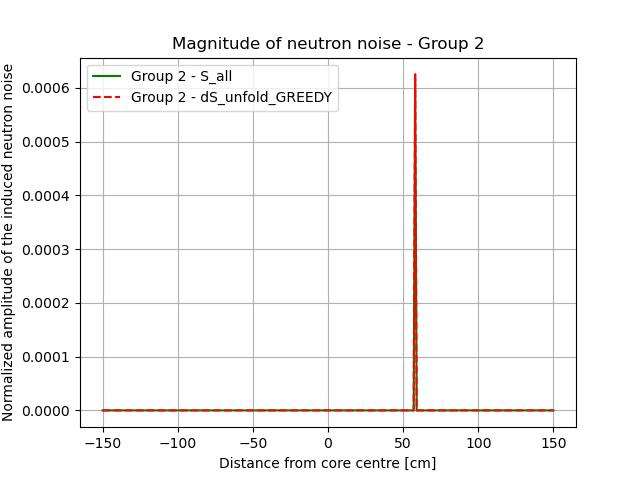 Magnitude of neutron noise - Group 2
Normalized amplitude of the induced neutron noise
Group 2 - S_all
Group 2 - dS_unfold_GREEDY
0.0006
0.0005
0.0004
0.0003
0.0002
0.0001
0.0000
−150 −100 −50 0 50 100 150
Distance from core centre [cm]